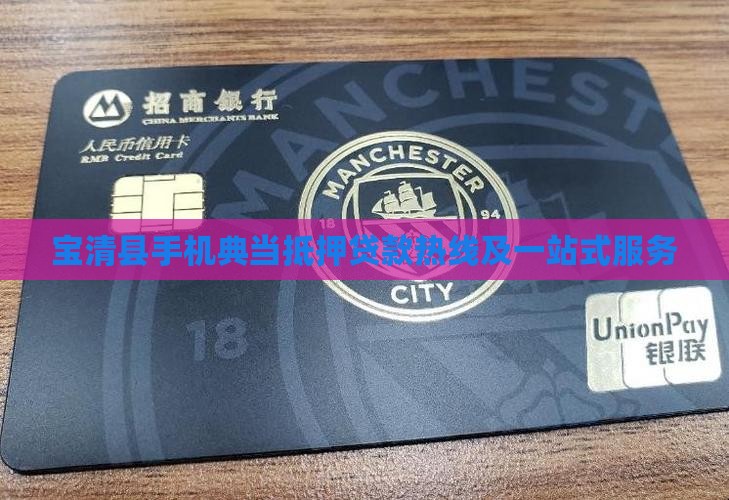 MANCHESTER
招商银行
CHINA MERCHANTS BANK
人民币信用卡
RMB Credit Card
MANCHESTER
18 94
宝清县手机典当抵押贷款热线及一站式服务
CITY
18
UnionPay
银联